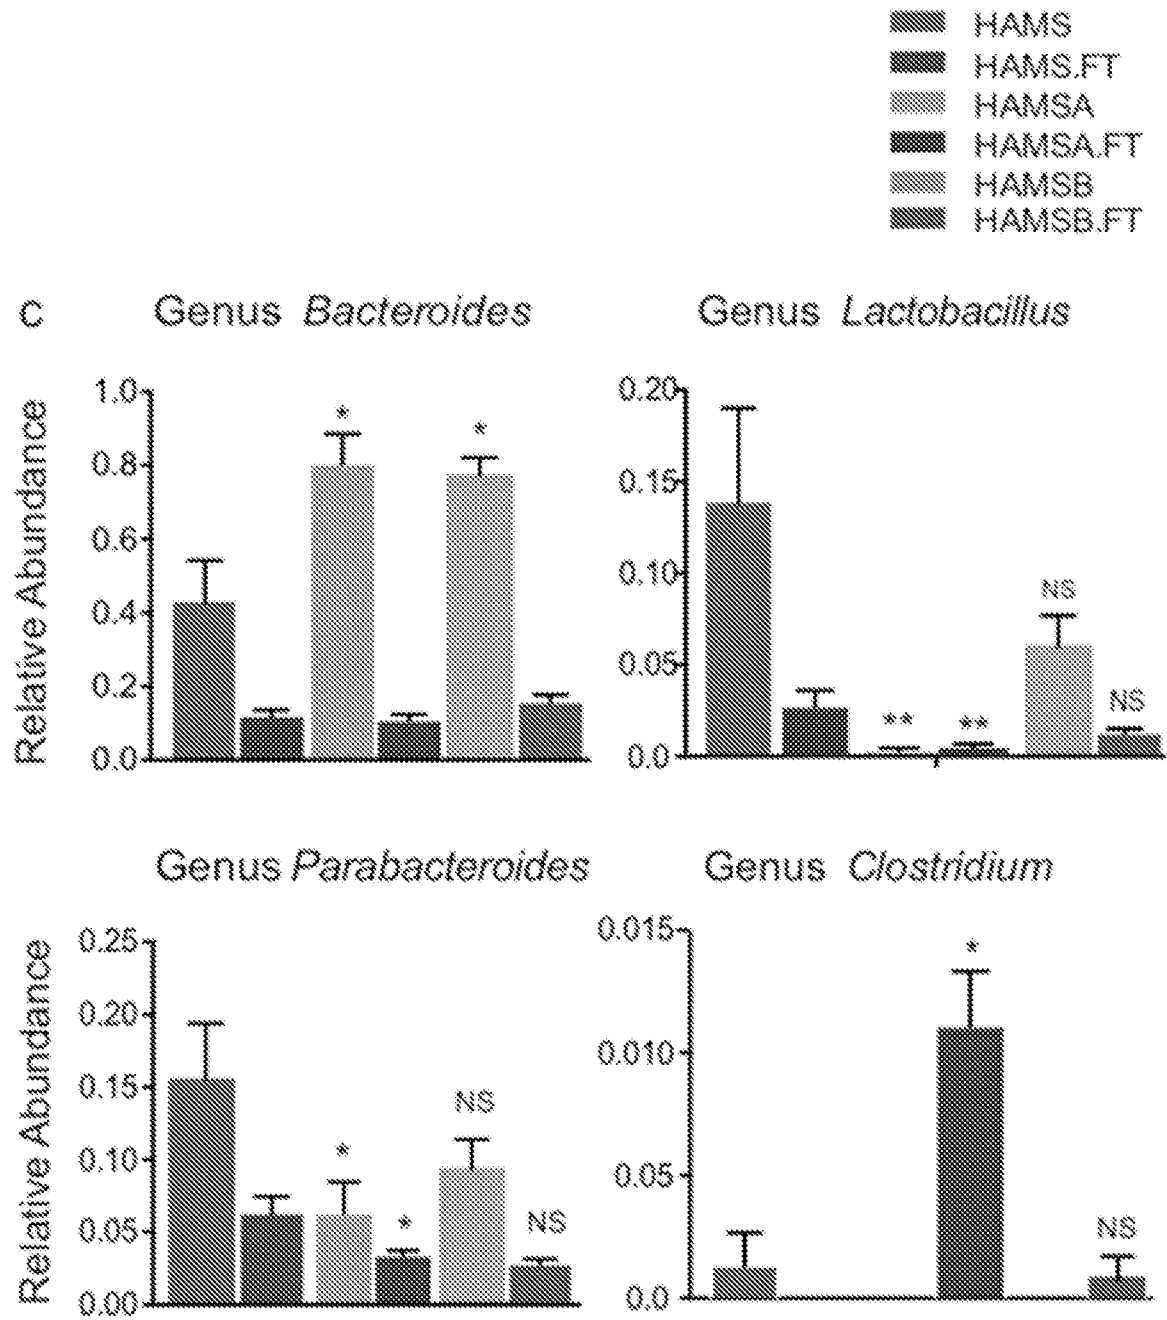 HAMS
HAMS.FT
HAMSA
HAMSA.FT
HAMSB
HAMSB.FT
C
Genus Bacteroides
Relative Abundance
1.0
0.8
0.6
0.4
0.2
0.0
*
*
Genus Lactobacillus
0.20
0.15
0.10
0.05
0.0
**
**
NS
NS
Genus Parabacteroides
Relative Abundance
0.25
0.20
0.15
0.10
0.05
0.00
*
*
NS
NS
Genus Clostridium
0.015
0.010
0.05
0.0
*
NS